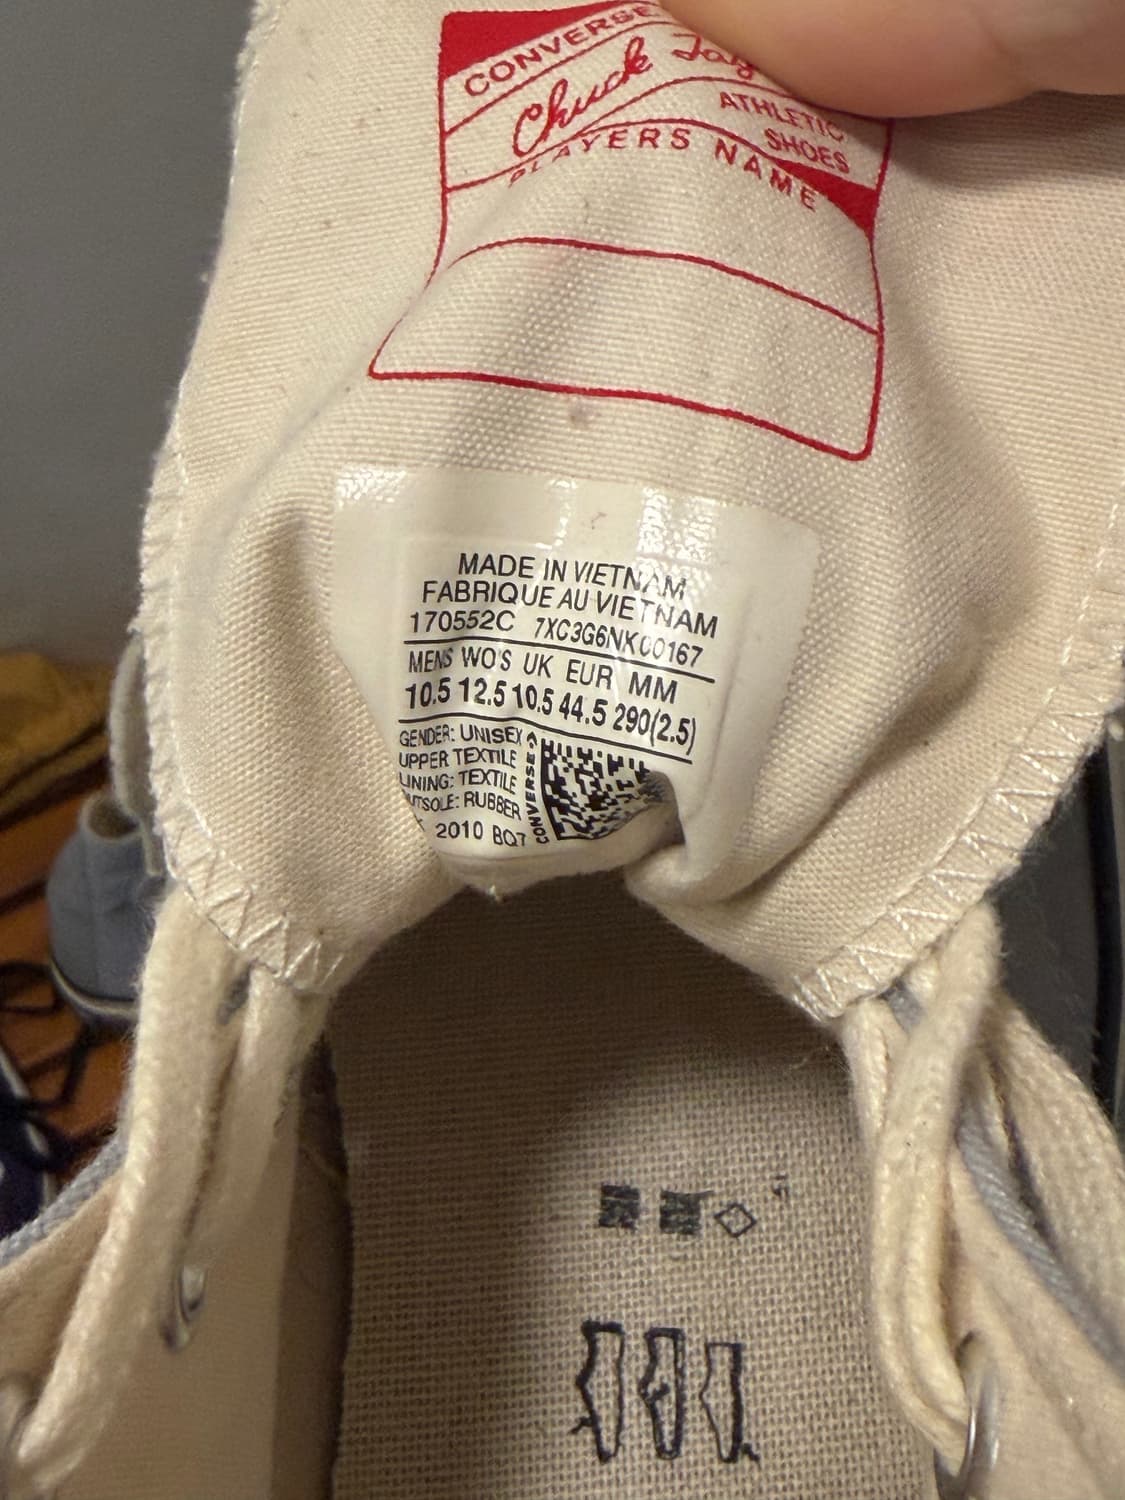 CONVERSE
Chuck
ATHLETIC
SHOES
PLAYERS NAME
MADE IN VIETNAM
FABRIQUE AU VIETNAM
170552C 7XC3G6NK00167
MENS WO'S UK EUR MM
10.5 12.5 10.5 44.5 290(2.5)
GENDER: UNISEX
UPPER TEXTILE
LINING: TEXTILE
UTSOLE: RUBBER
2010 BQ7
CONVERSE